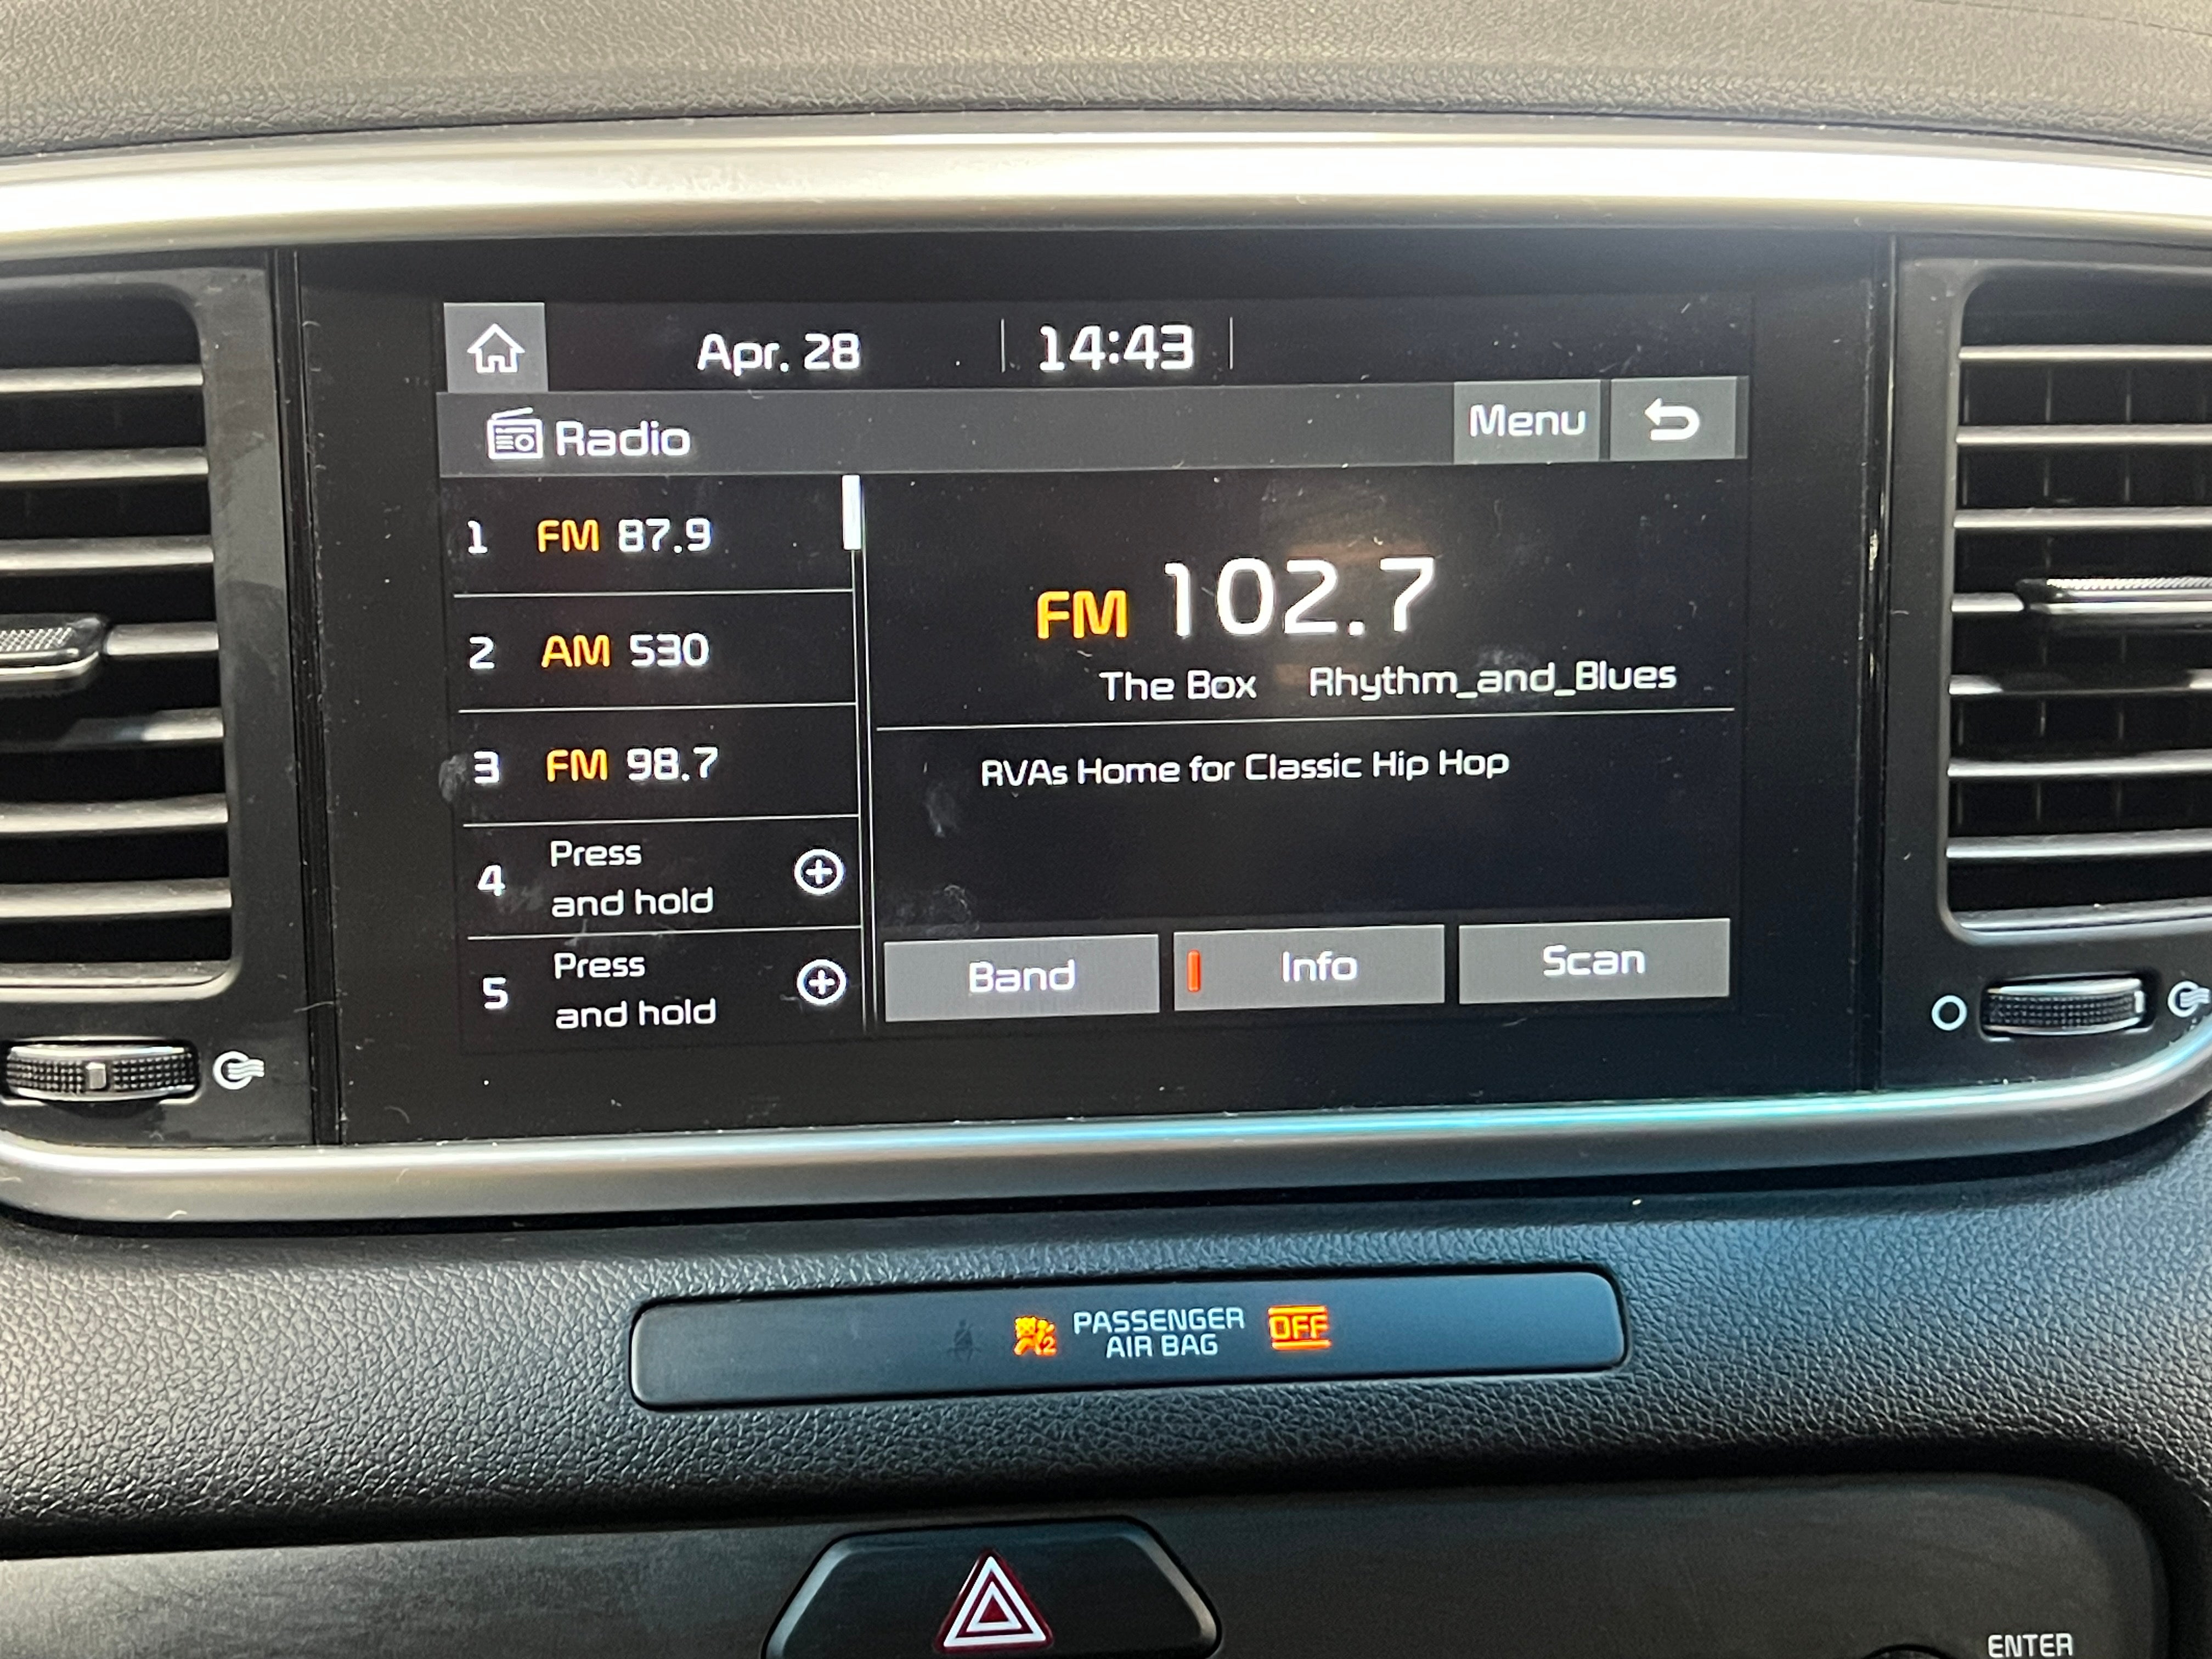 Apr. 28 14:43
Radio Menu
1 FM 87.9
2 AM 530
3 FM 98.7
4 Press
and hold
5 Press
and hold
FM 102.7
The Box Rhythm_and_Blues
RVAs Home for Classic Hip Hop
Band Info Scan
PASSENGER
AIR BAG
2
OFF
ENTER